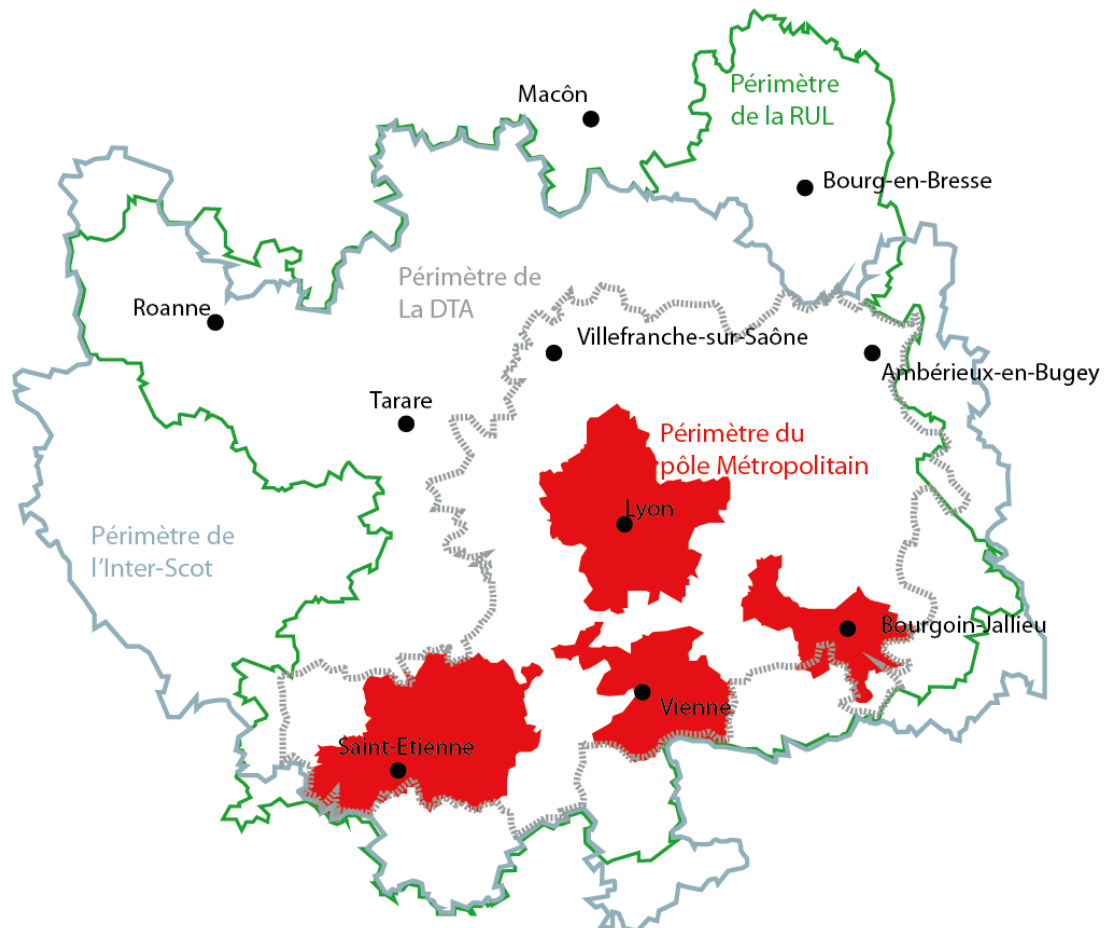 Périmètre
de la RUL
Macôn
Bourg-en-Bresse
Périmètre de
La DTA
Roanne
Villefranche-sur-Saône
Ambérieux-en-Bugey
Tarare
Périmètre du
pôle Métropolitain
Lyon
Périmètre de
l'Inter-Scot
Bourgoin-Jallieu
Vienne
Saint-Etienne